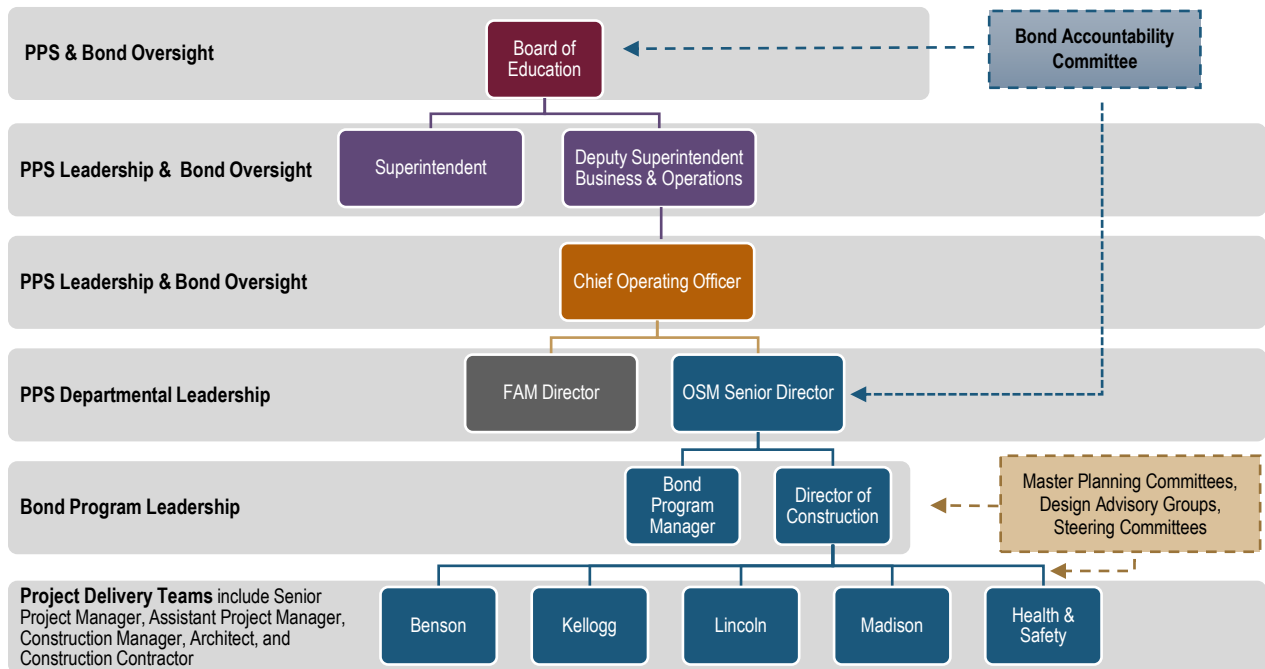 PPS & Bond Oversight
Board of
Education
Bond Accountability
Committee
PPS Leadership & Bond Oversight
Superintendent
Deputy Superintendent
Business & Operations
PPS Leadership & Bond Oversight
Chief Operating Officer
PPS Departmental Leadership
FAM Director
OSM Senior Director
Bond Program Leadership
Bond
Program
Manager
Director of
Construction
Master Planning Committees,
Design Advisory Groups,
Steering Committees
Project Delivery Teams include Senior
Project Manager, Assistant Project Manager,
Construction Manager, Architect, and
Construction Contractor
Benson
Kellogg
Lincoln
Madison
Health &
Safety